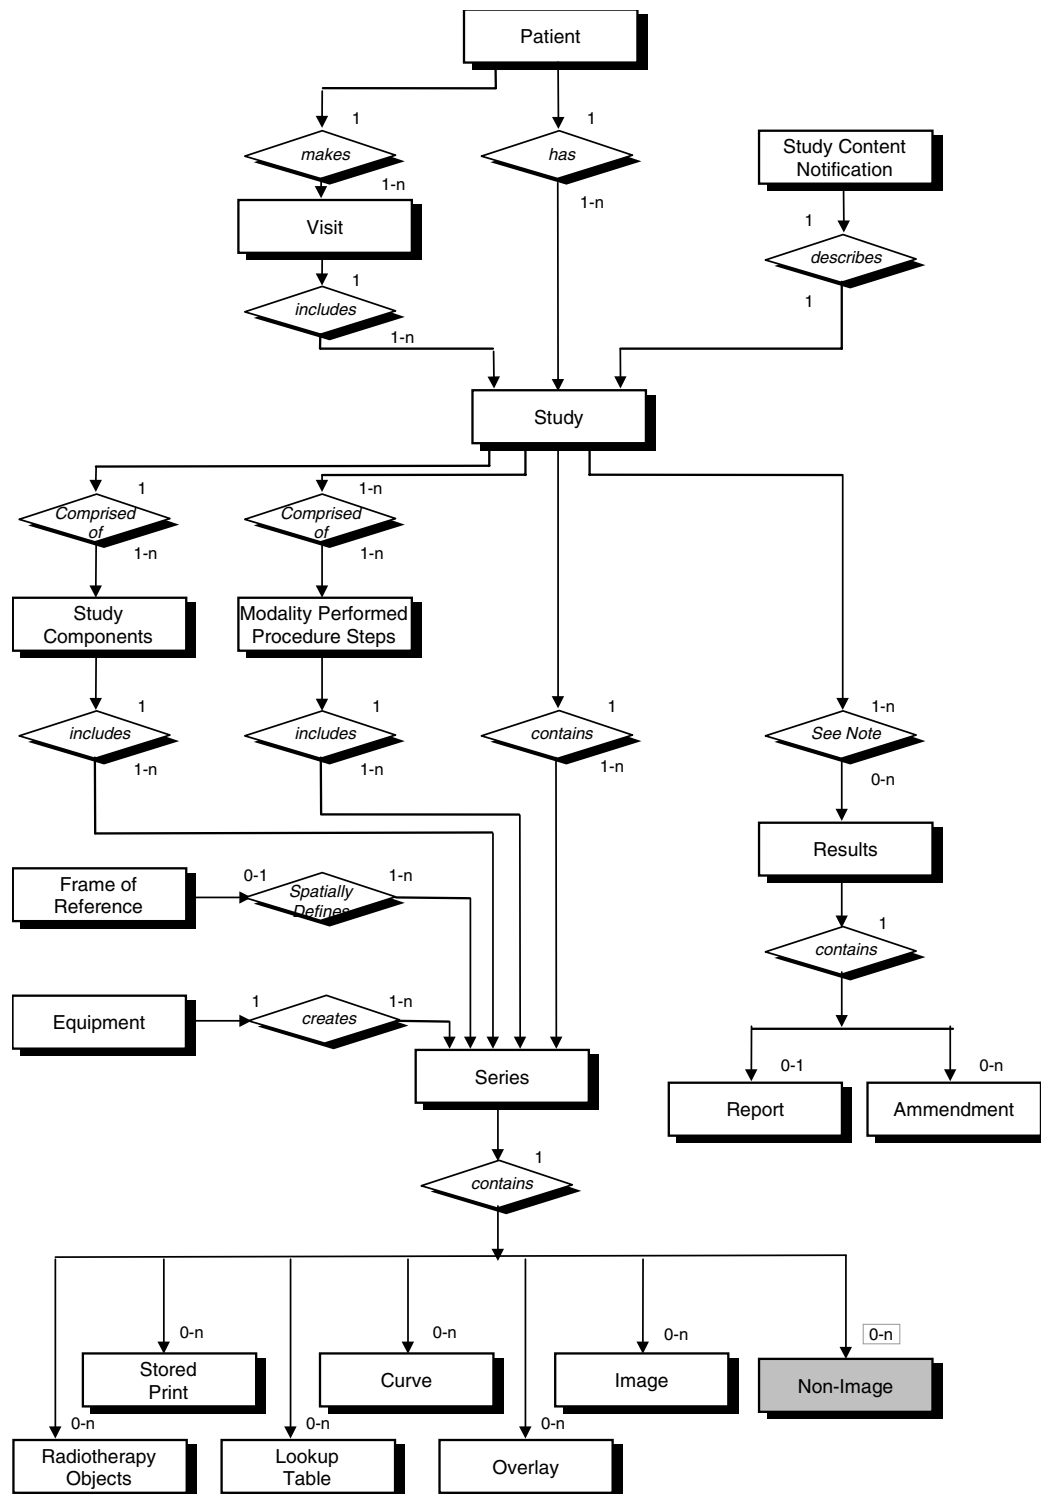 Patient
1
1
makes
has
Study Content
Notification
1-n
1-n
Visit
1
describes
1
includes
1
1-n
Study
1
1-n
Comprised
of
Comprised
of
1-n
1-n
Study
Components
Modality Performed
Procedure Steps
1
1
1
1-n
includes
includes
contains
See Note
1-n
1-n
1-n
0-n
Results
Frame of
Reference
0-1
Spatially
Defines
1-n
1
contains
Equipment
1
creates
1-n
Series
0-1
0-n
Report
Ammendment
1
contains
0-n
0-n
0-n
0-n
Stored
Print
Curve
Image
Non-Image
0-n
0-n
0-n
Radiotherapy
Objects
Lookup
Table
Overlay